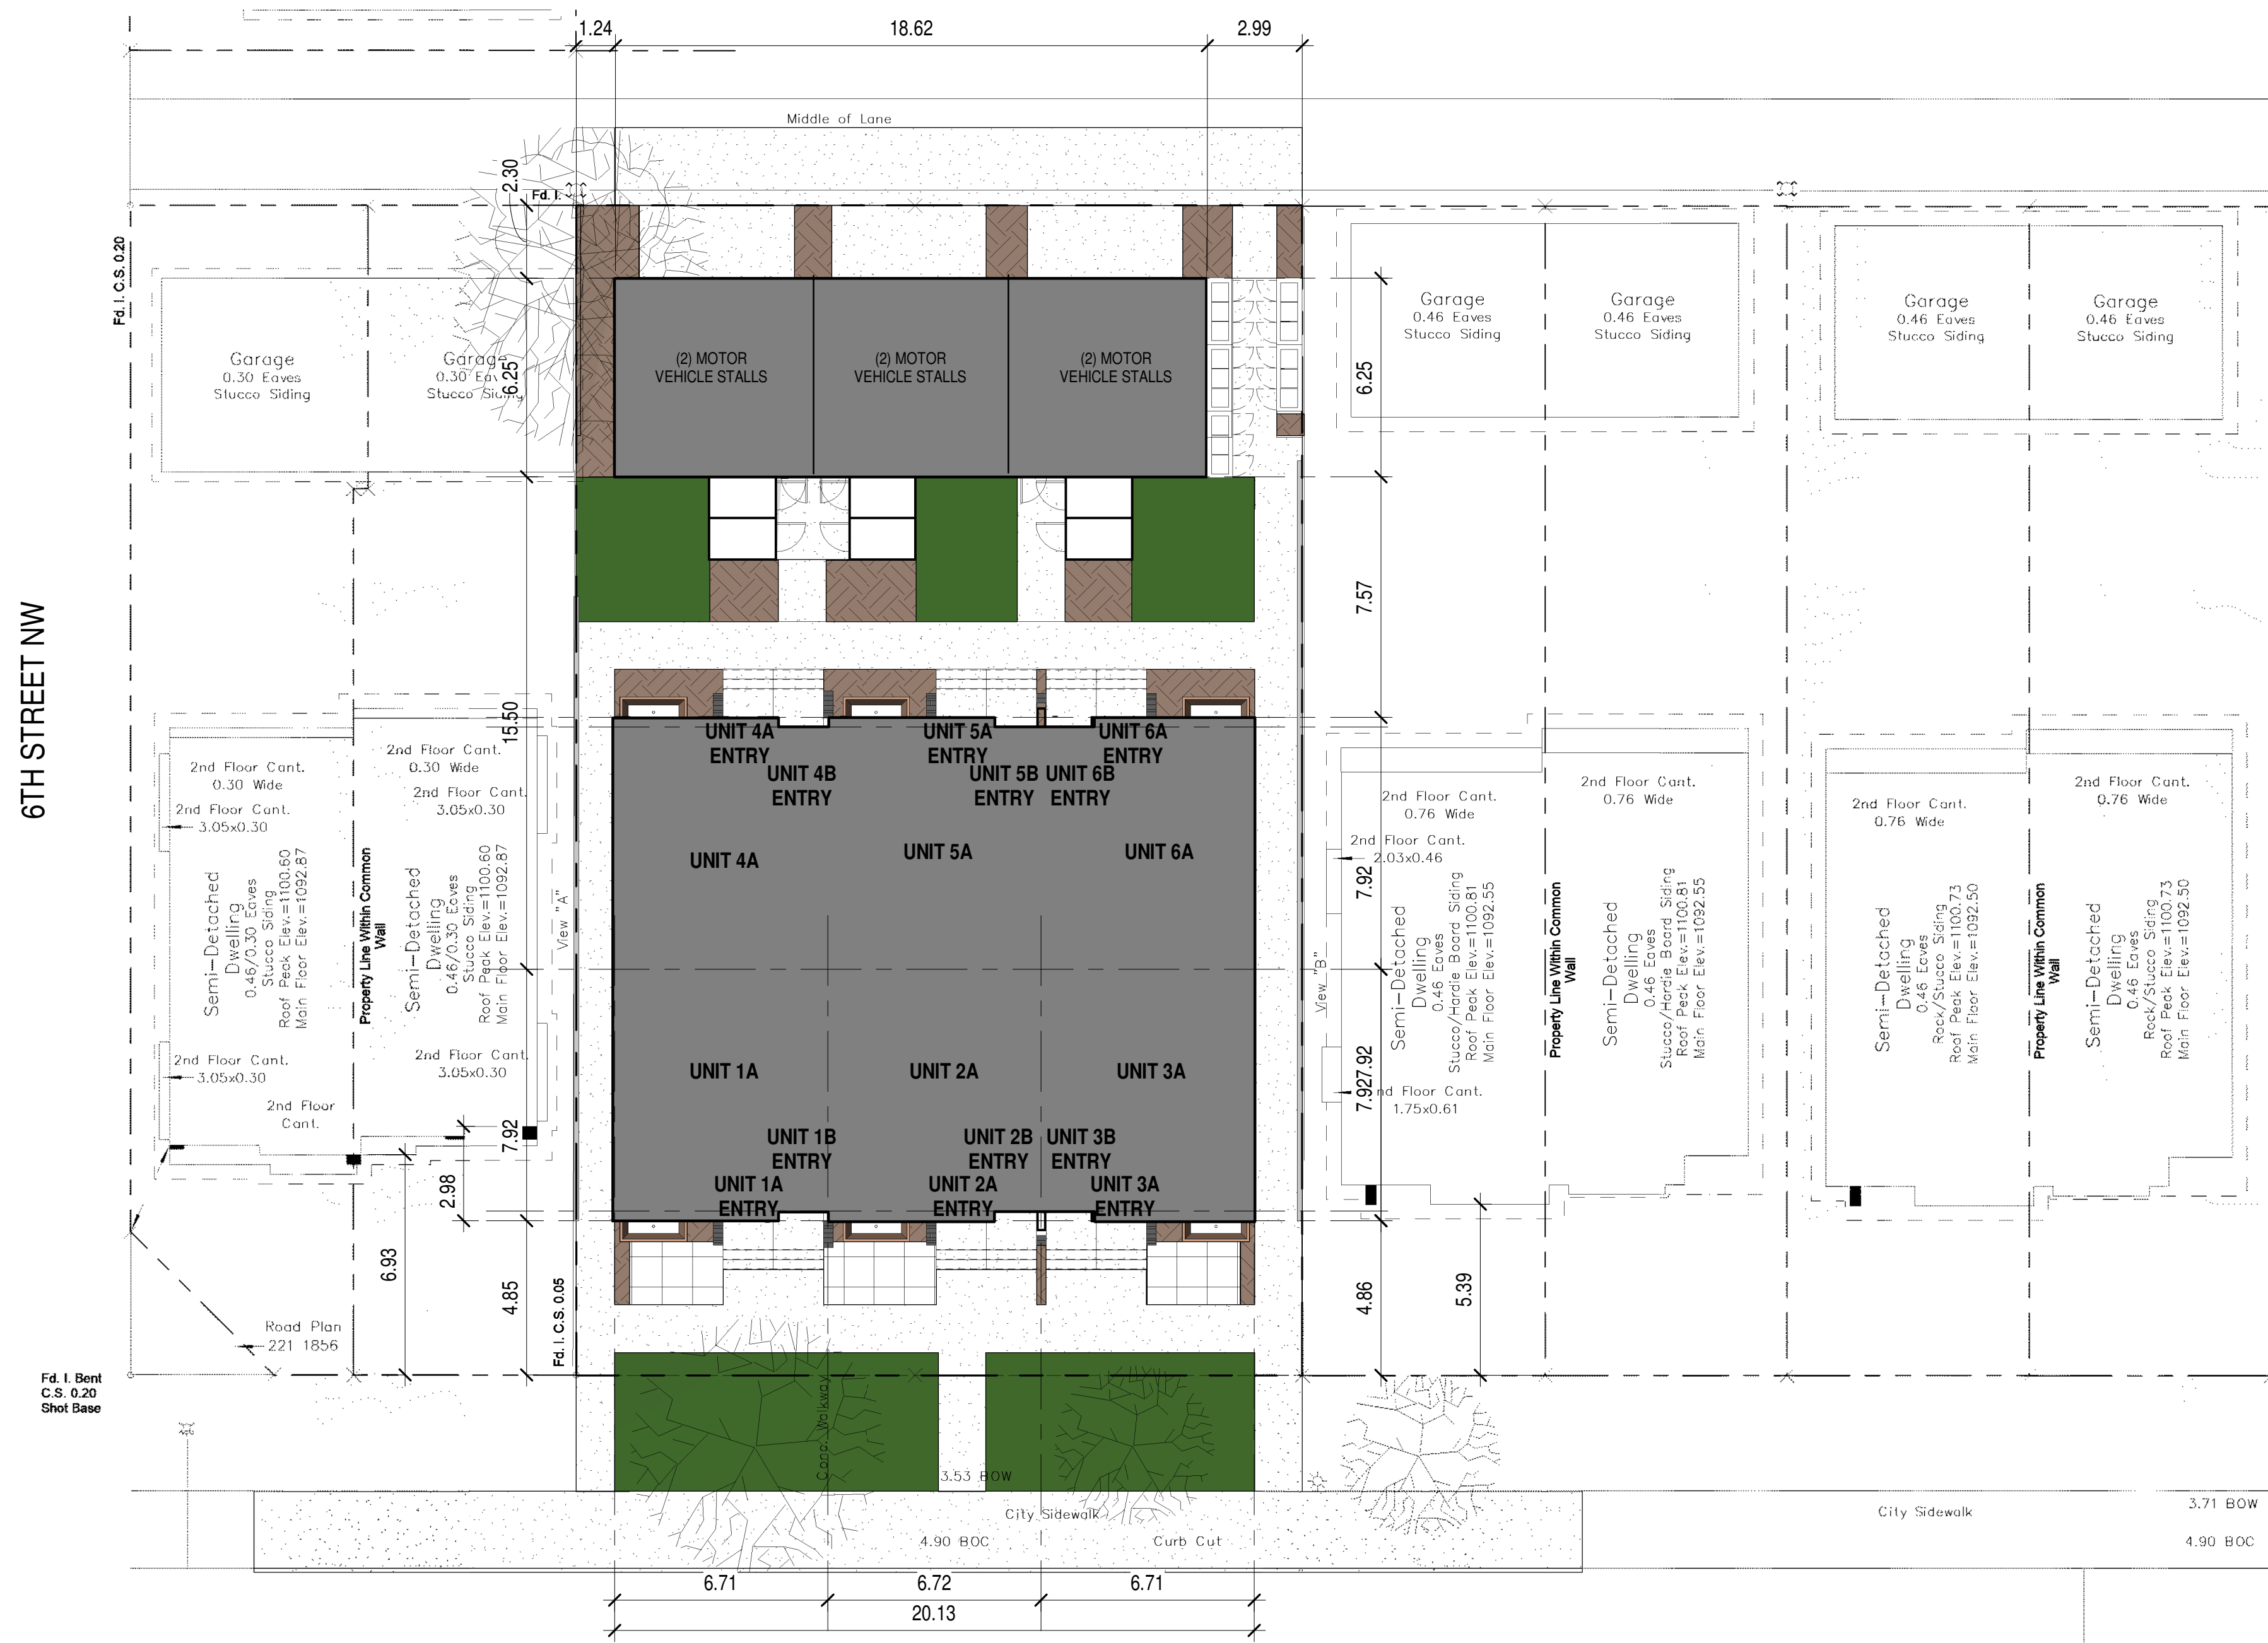 1.24
18.62
2.99
Middle of Lane
2.30
Fd. I.
Fd. I. C.S. 0.20
Garage
0.30 Eaves
Stucco Siding
Garage
0.30 Eav
Stucco Siding
6.25
(2) MOTOR
VEHICLE STALLS
(2) MOTOR
VEHICLE STALLS
(2) MOTOR
VEHICLE STALLS
6.25
Garage
0.46 Eaves
Stucco Siding
Garage
0.46 Eaves
Stucco Siding
Garage
0.46 Eaves
Stucco Siding
Garage
0.46 Eaves
Stucco Siding
6TH STREET NW
7.57
15.50
2nd Floor Cant.
0.30 Wide
2nd Floor Cant.
3.05x0.30
2nd Floor Cant.
0.30 Wide
2nd Floor Cant.
3.05x0.30
Semi-Detached
Dwelling
0.46/0.30 Eaves
Stucco Siding
Roof Peak Elev.=1100.60
Main Floor Elev.=1092.87
Property Line Within Common
Wall
Semi-Detached
Dwelling
0.46/0.30 Eaves
Stucco Siding
Roof Peak Elev.=1100.60
Main Floor Elev.=1092.87
View "A"
2nd Floor Cant.
3.05x0.30
2nd Floor
Cant.
2nd Floor Cant.
3.05x0.30
UNIT 4A
ENTRY
UNIT 5A
ENTRY
UNIT 6A
ENTRY
UNIT 4B
ENTRY
UNIT 5B
ENTRY
UNIT 6B
ENTRY
UNIT 4A
UNIT 5A
UNIT 6A
UNIT 1A
UNIT 2A
UNIT 3A
UNIT 1B
ENTRY
UNIT 2B
ENTRY
UNIT 3B
ENTRY
UNIT 1A
ENTRY
UNIT 2A
ENTRY
UNIT 3A
ENTRY
View "B"
2nd Floor Cant.
0.76 Wide
2nd Floor Cant.
2.03x0.46
7.92
7.927.92
Semi-Detached
Dwelling
0.46 Eaves
Stucco/Hardie Board Siding
Roof Peak Elev.=1100.81
Main Floor Elev.=1092.55
nd Floor Cant.
1.75x0.61
Property Line Within Common
Wall
2nd Floor Cant.
0.76 Wide
Semi-Detached
Dwelling
0.46 Eaves
Stucco/Hardie Board Siding
Roof Peak Elev.=1100.81
Main Floor Elev.=1092.55
2nd Floor Cant.
0.76 Wide
Semi-Detached
Dwelling
0.46 Eaves
Rock/Stucco Siding
Roof Peak Elev.=1100.73
Main Floor Elev.=1092.50
Property Line Within Common
Wall
2nd Floor Cant.
0.76 Wide
Semi-Detached
Dwelling
0.46 Eaves
Rock/Stucco Siding
Roof Peak Elev.=1100.73
Main Floor Elev.=1092.50
7.92
2.98
6.93
4.85
Fd. I. C.S. 0.05
4.86
5.39
Road Plan
221 1856
Fd. I. Bent
C.S. 0.20
Shot Base
Conc. Walkway
3.53 BOW
City Sidewalk
4.90 BOC
Curb Cut
City Sidewalk
3.71 BOW
4.90 BOC
6.71
6.72
6.71
20.13